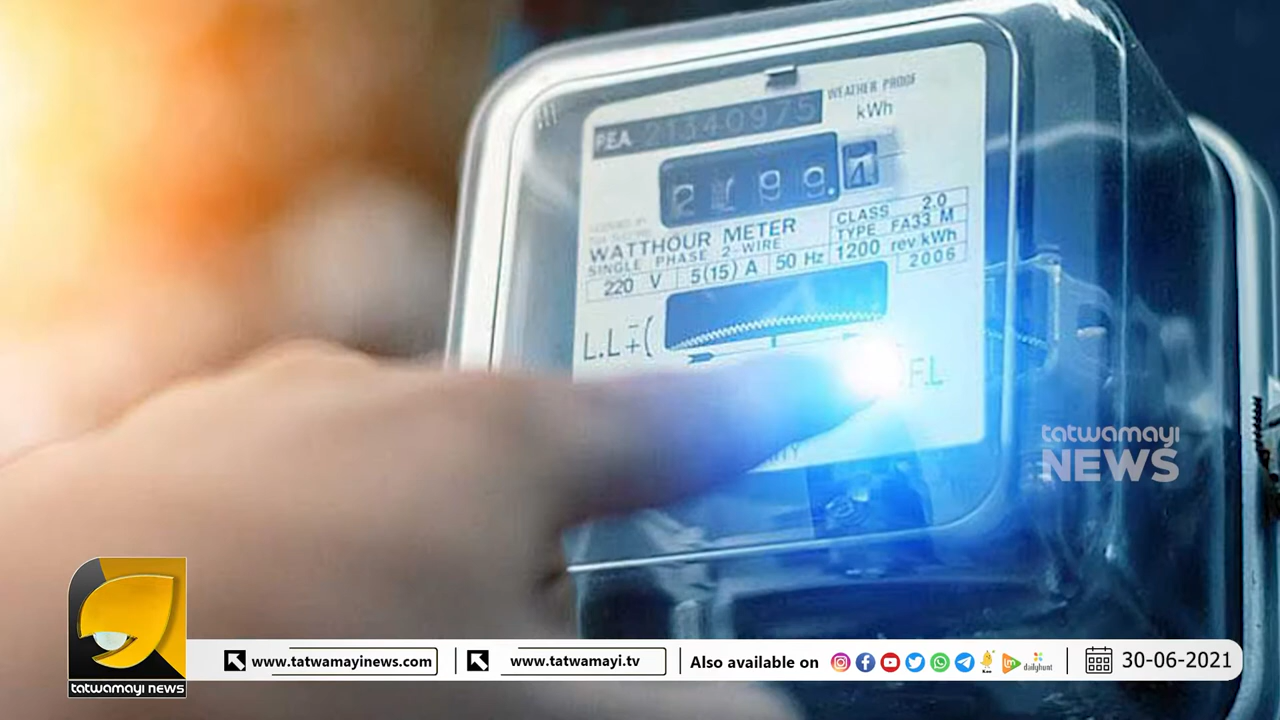 WEATHER PROOF
PEA 21340975
kWh
WATTHOUR METER
SINGLE PHASE 2-WIRE
220 V 5(15) A 50 Hz 1200 rev kWh
CLASS 2.0
TYPE FA33 M
2006
L.L
F.L
tatwamayi
NEWS
tatwamayi news
www.tatwamayinews.com
www.tatwamayi.tv
Also available on
dailyhunt
30-06-2021